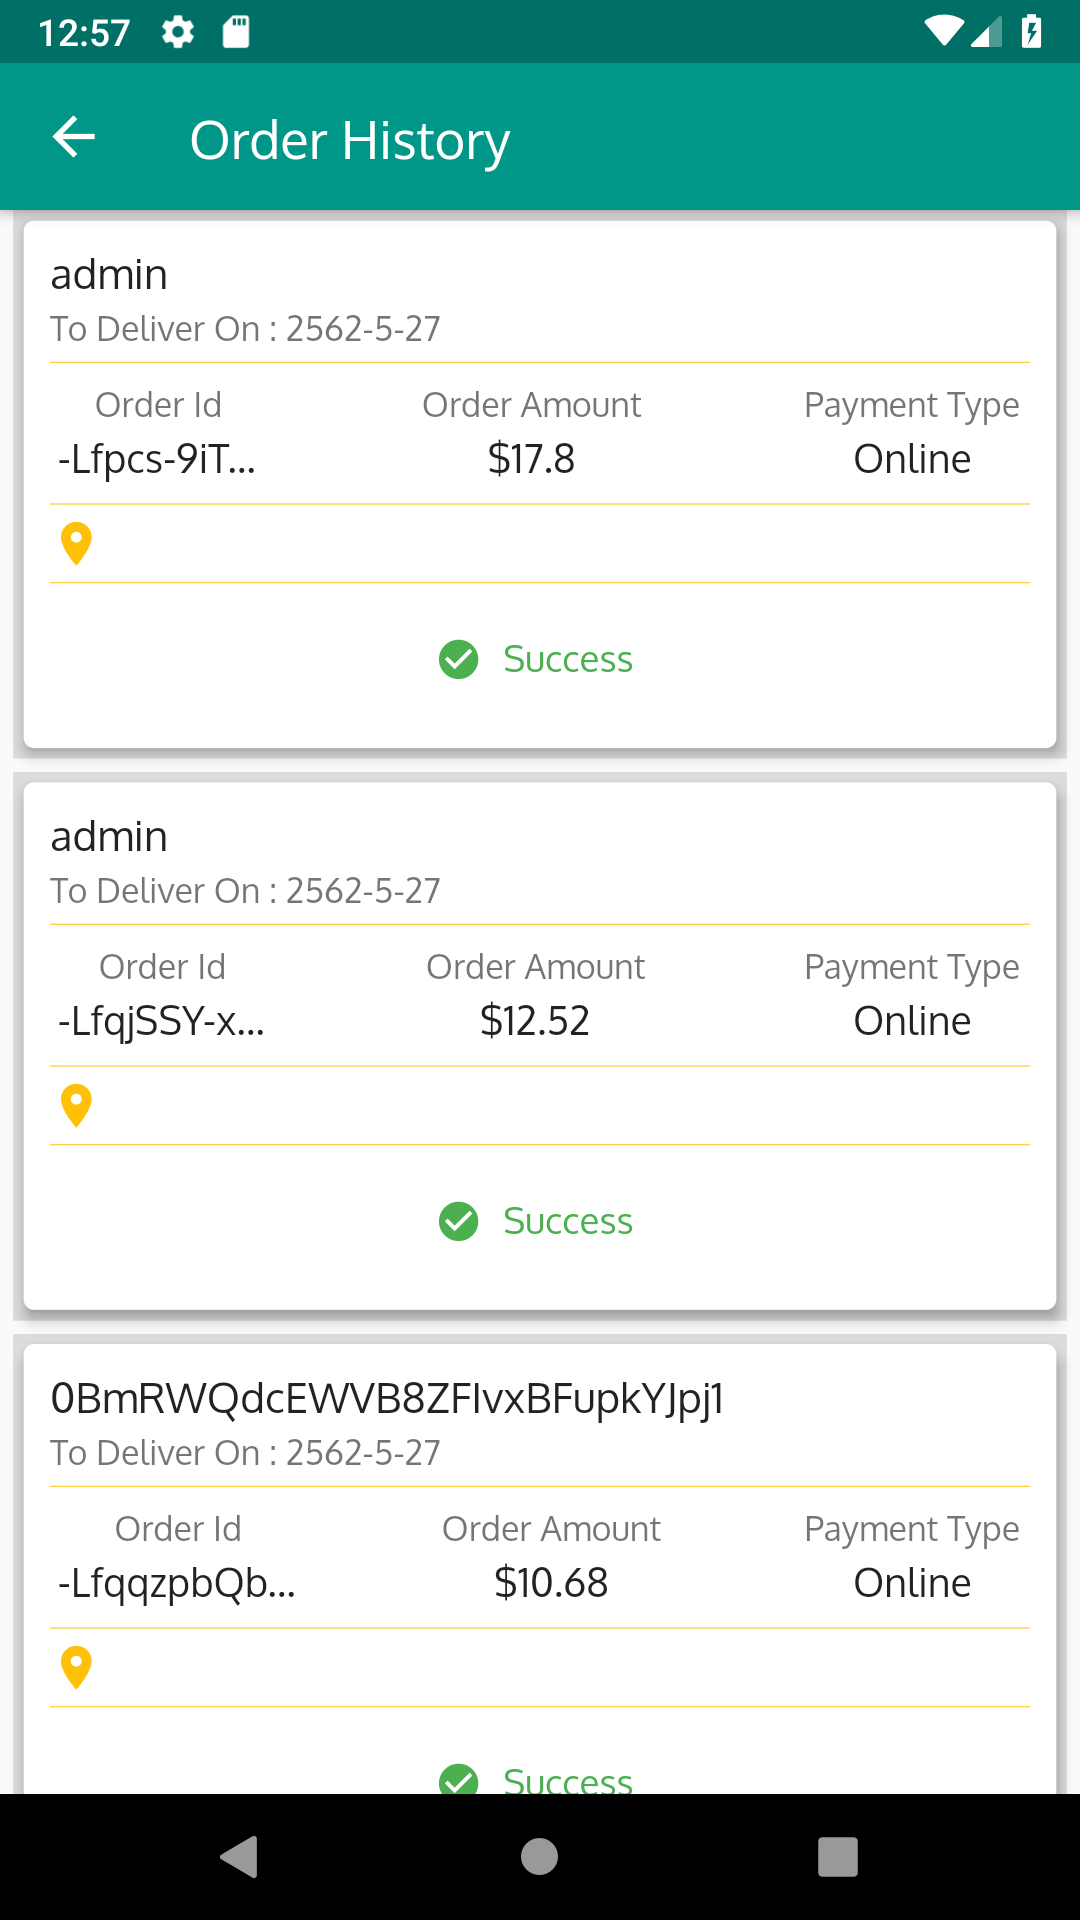 12:57
Order History
admin
To Deliver On : 2562-5-27
Order Id Order Amount Payment Type
-Lfpcs-9iT... $17.8 Online
Success
admin
To Deliver On : 2562-5-27
Order Id Order Amount Payment Type
-LfqjSSY-x... $12.52 Online
Success
0BmRWQdcEWVB8ZFIvxBFupkYJpj1
To Deliver On : 2562-5-27
Order Id Order Amount Payment Type
-LfqqzpbQb... $10.68 Online
Success